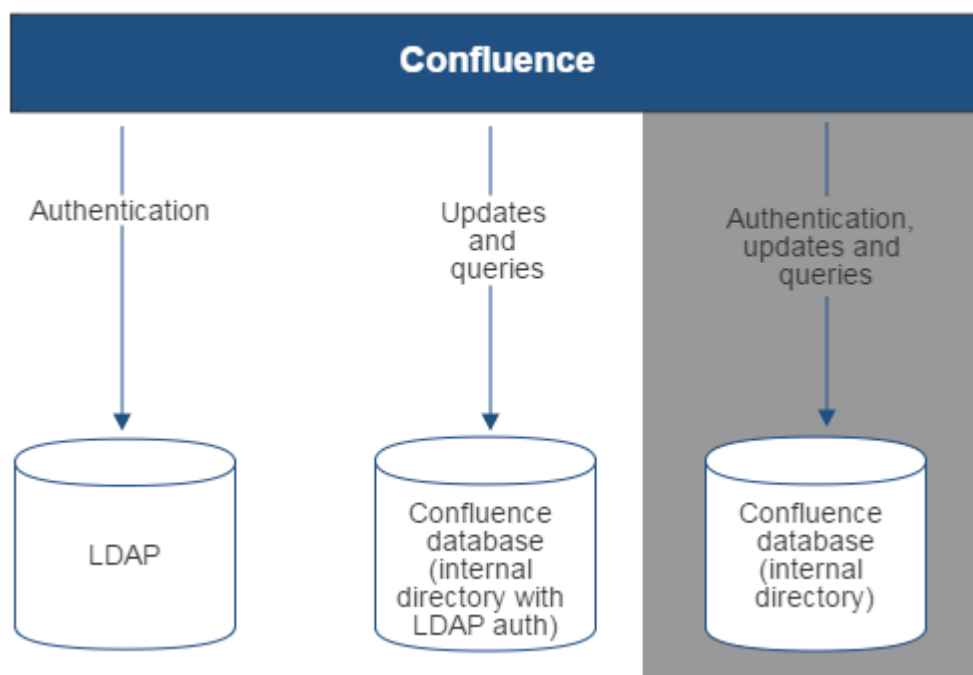 Confluence
Authentication
Updates
and
queries
Authentication,
updates and
queries
LDAP
Confluence
database
(internal
directory with
LDAP auth)
Confluence
database
(internal
directory)